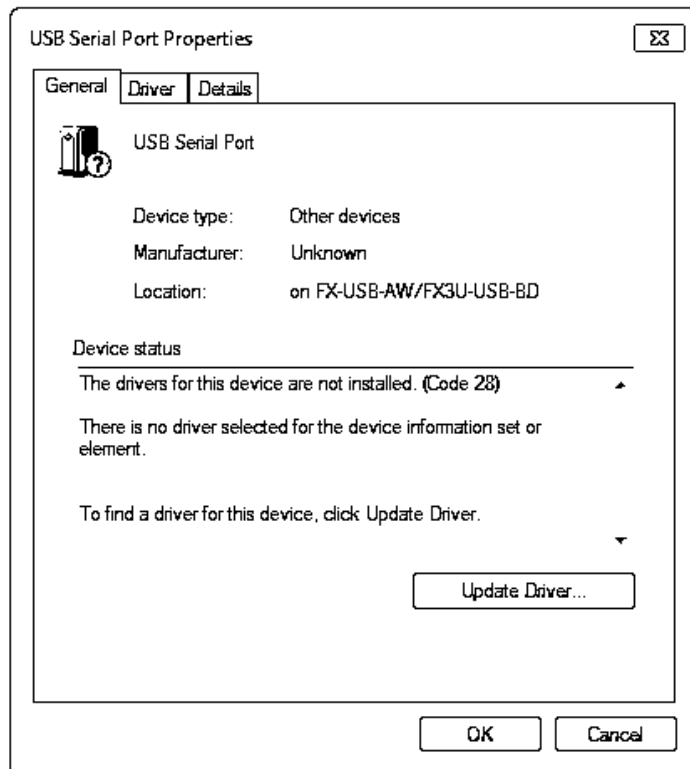 USB Serial Port Properties
General Driver Details
USB Serial Port
Device type: Other devices
Manufacturer: Unknown
Location: on FX-USB-AW/FX3U-USB-BD
Device status
The drivers for this device are not installed. (Code 28)
There is no driver selected for the device information set or
element.
To find a driver for this device, click Update Driver.
Update Driver...
OK Cancel